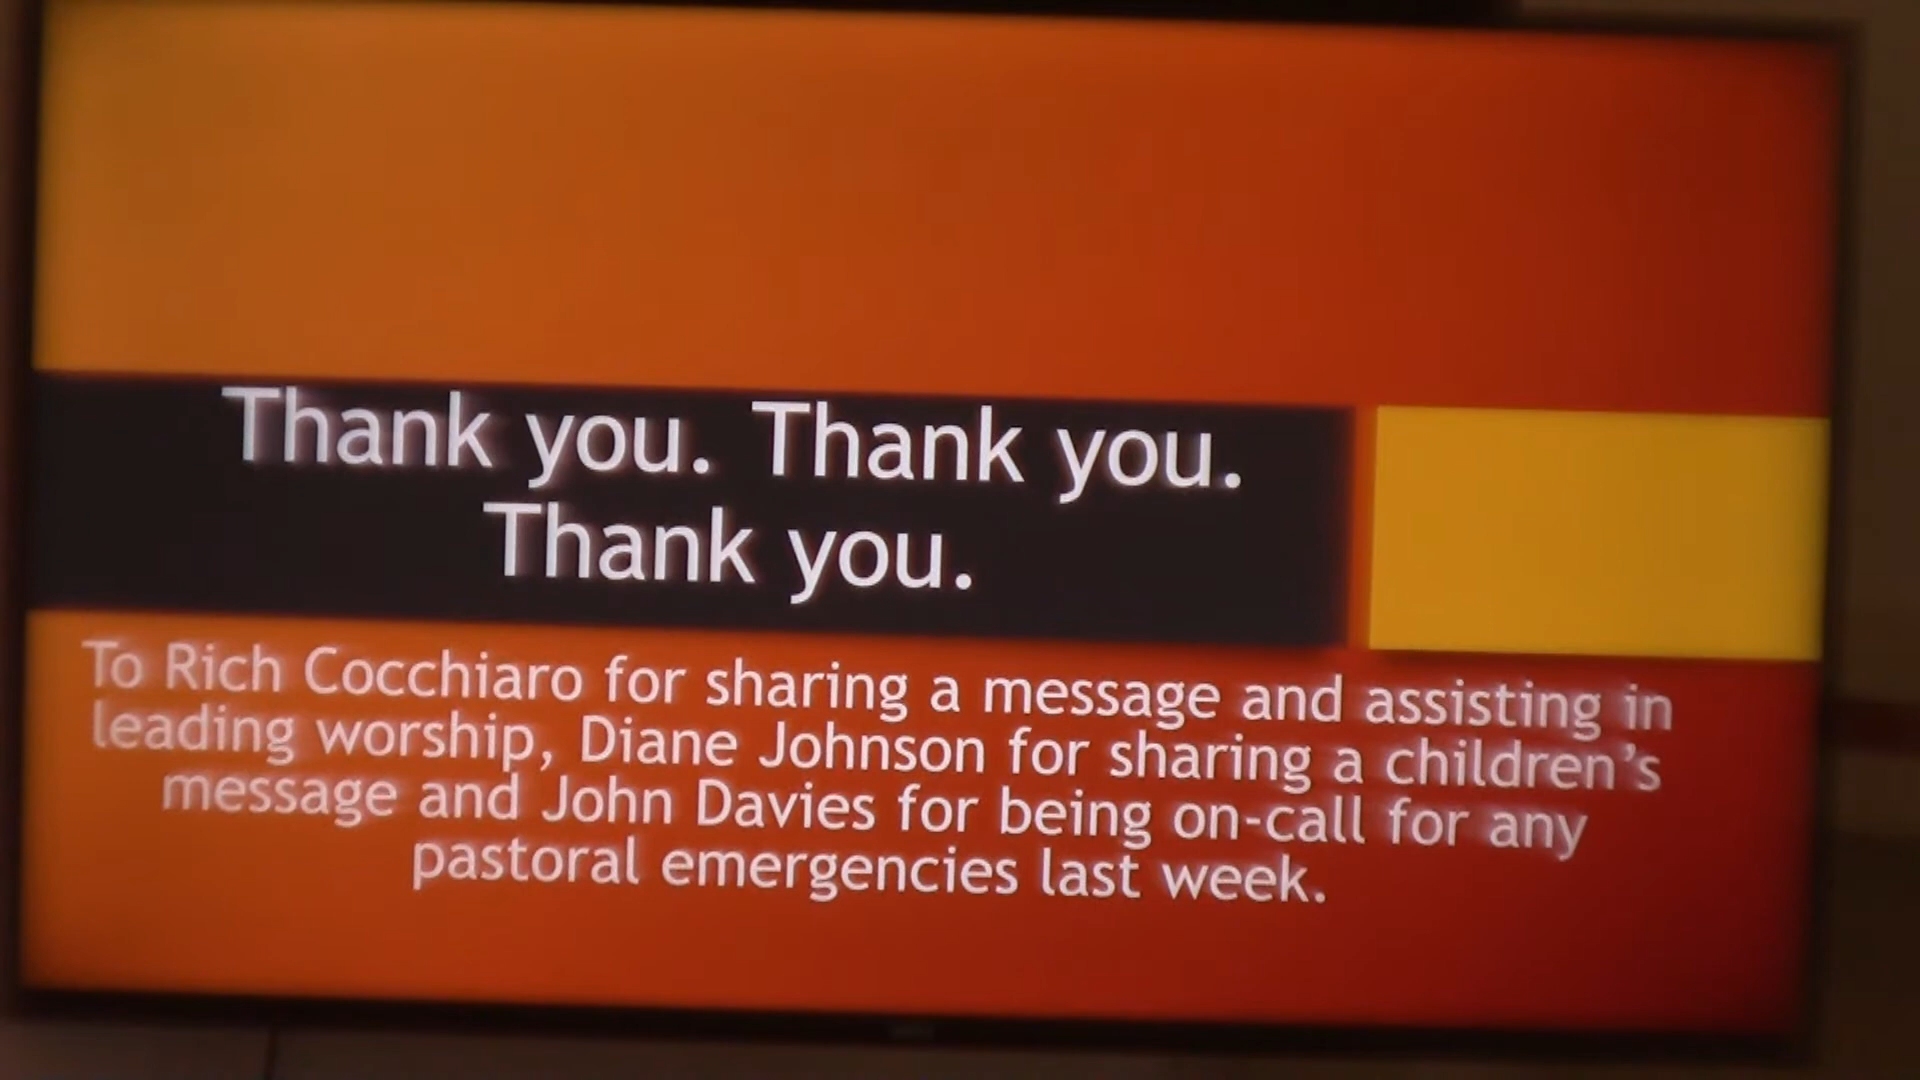 Thank you. Thank you.
Thank you.
To Rich Cocchiaro for sharing a message and assisting in
leading worship, Diane Johnson for sharing a children's
message and John Davies for being on-call for any
pastoral emergencies last week.